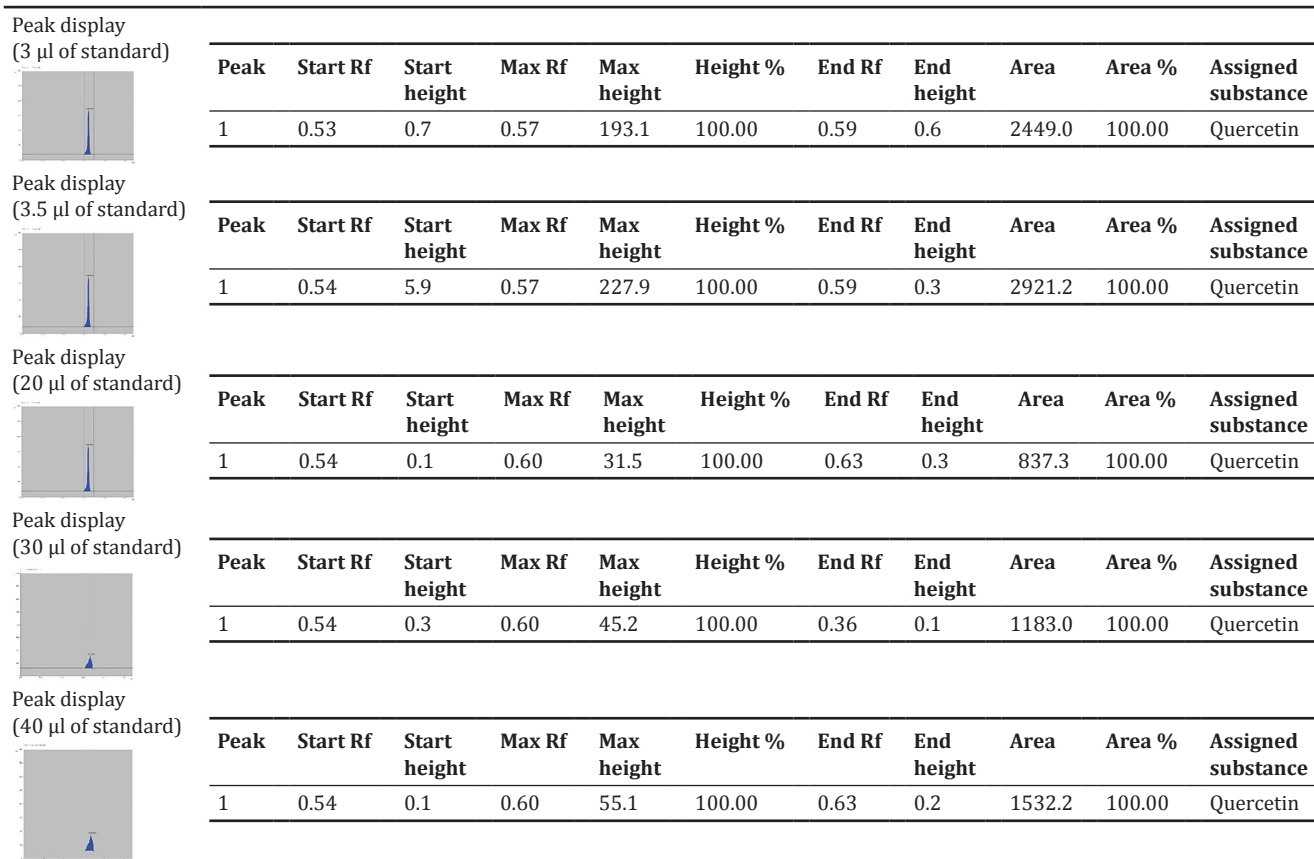 Peak display
(3 µl of standard)
Peak Start Rf Start height Max Rf Max height Height % End Rf End height Area Area % Assigned substance
1 0.53 0.7 0.57 193.1 100.00 0.59 0.6 2449.0 100.00 Quercetin
Peak display
(3.5 µl of standard)
Peak Start Rf Start height Max Rf Max height Height % End Rf End height Area Area % Assigned substance
1 0.54 5.9 0.57 227.9 100.00 0.59 0.3 2921.2 100.00 Quercetin
Peak display
(20 µl of standard)
Peak Start Rf Start height Max Rf Max height Height % End Rf End height Area Area % Assigned substance
1 0.54 0.1 0.60 31.5 100.00 0.63 0.3 837.3 100.00 Quercetin
Peak display
(30 µl of standard)
Peak Start Rf Start height Max Rf Max height Height % End Rf End height Area Area % Assigned substance
1 0.54 0.3 0.60 45.2 100.00 0.36 0.1 1183.0 100.00 Quercetin
Peak display
(40 µl of standard)
Peak Start Rf Start height Max Rf Max height Height % End Rf End height Area Area % Assigned substance
1 0.54 0.1 0.60 55.1 100.00 0.63 0.2 1532.2 100.00 Quercetin